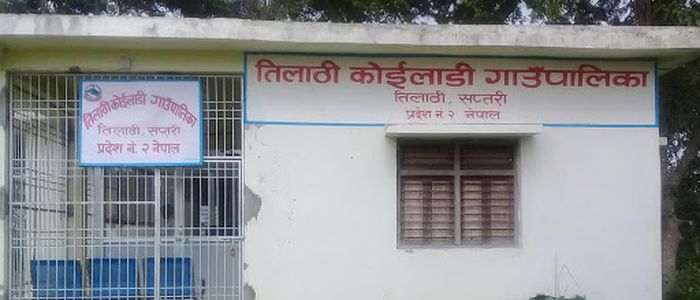 तिलाठी कोईलाडी गाउँपालिका
तिलाठी, सप्तरी
प्रदेश नं. २ नेपाल
तिलाठी कोईलाडी गाउँपालिका
तिलाठी, सप्तरी
प्रदेश नं. २ नेपाल